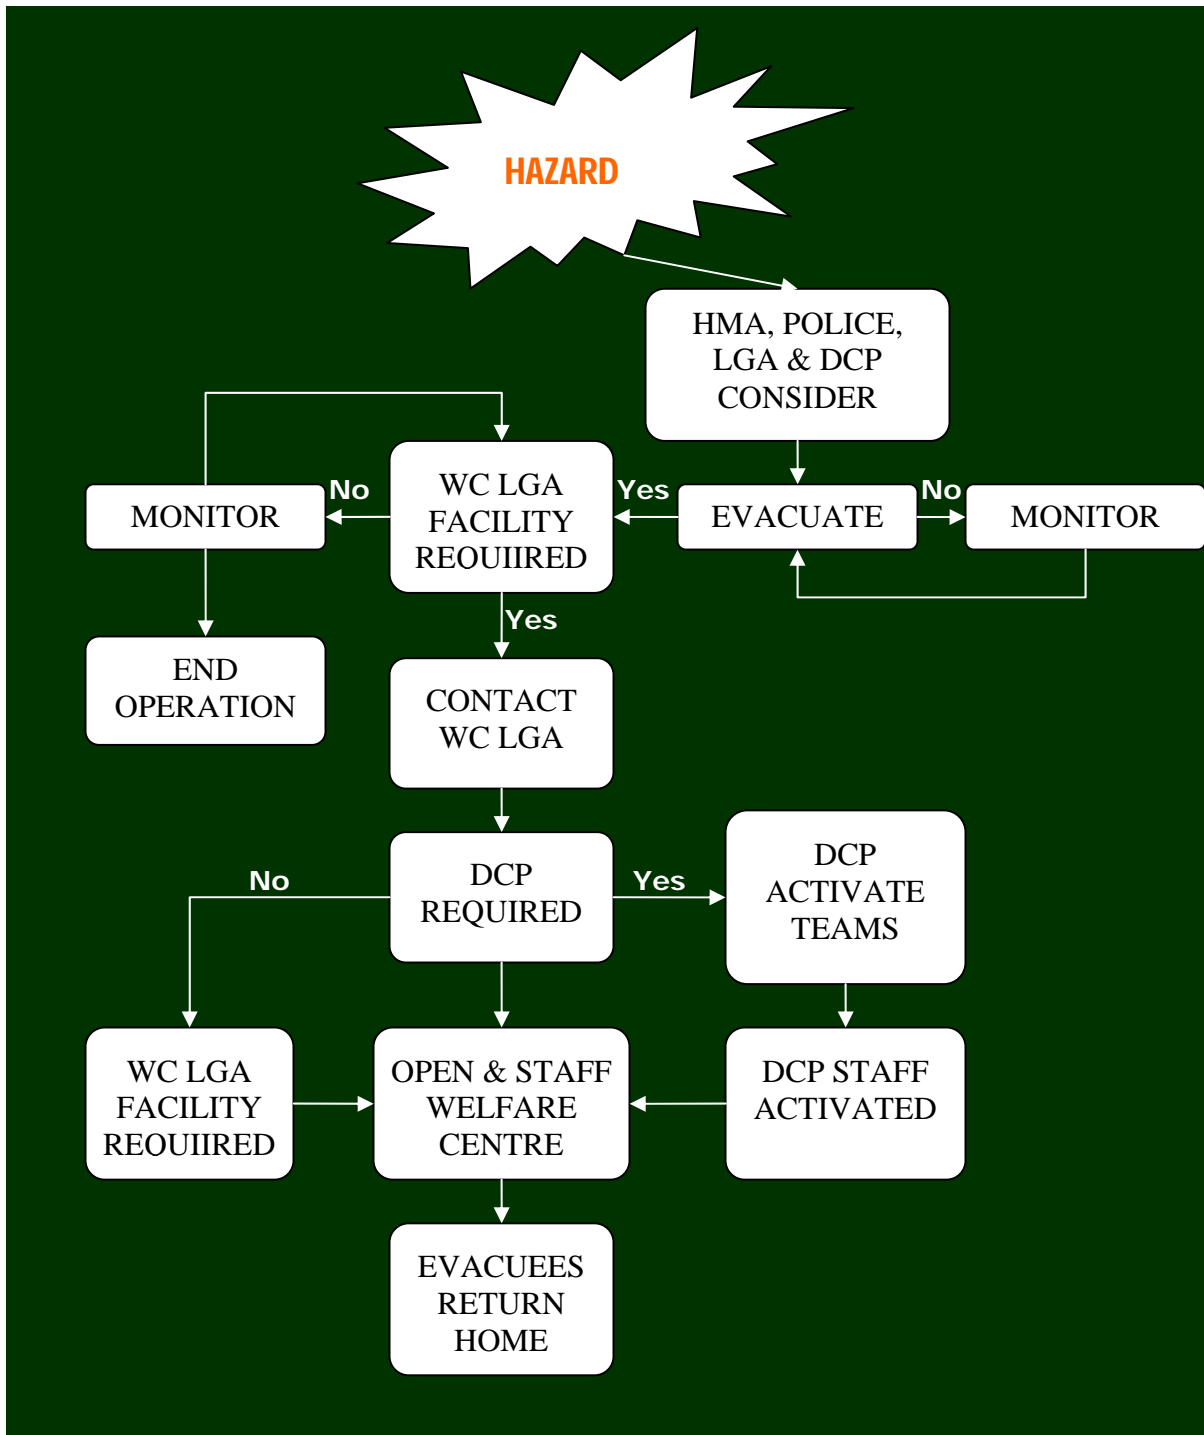 HAZARD
HMA, POLICE,
LGA & DCP
CONSIDER
WC LGA
FACILITY
REQUIIRED
No
Yes
No
MONITOR
EVACUATE
MONITOR
Yes
END
OPERATION
CONTACT
WC LGA
DCP
REQUIRED
No
Yes
DCP
ACTIVATE
TEAMS
WC LGA
FACILITY
REQUIIRED
OPEN & STAFF
WELFARE
CENTRE
DCP STAFF
ACTIVATED
EVACUEES
RETURN
HOME